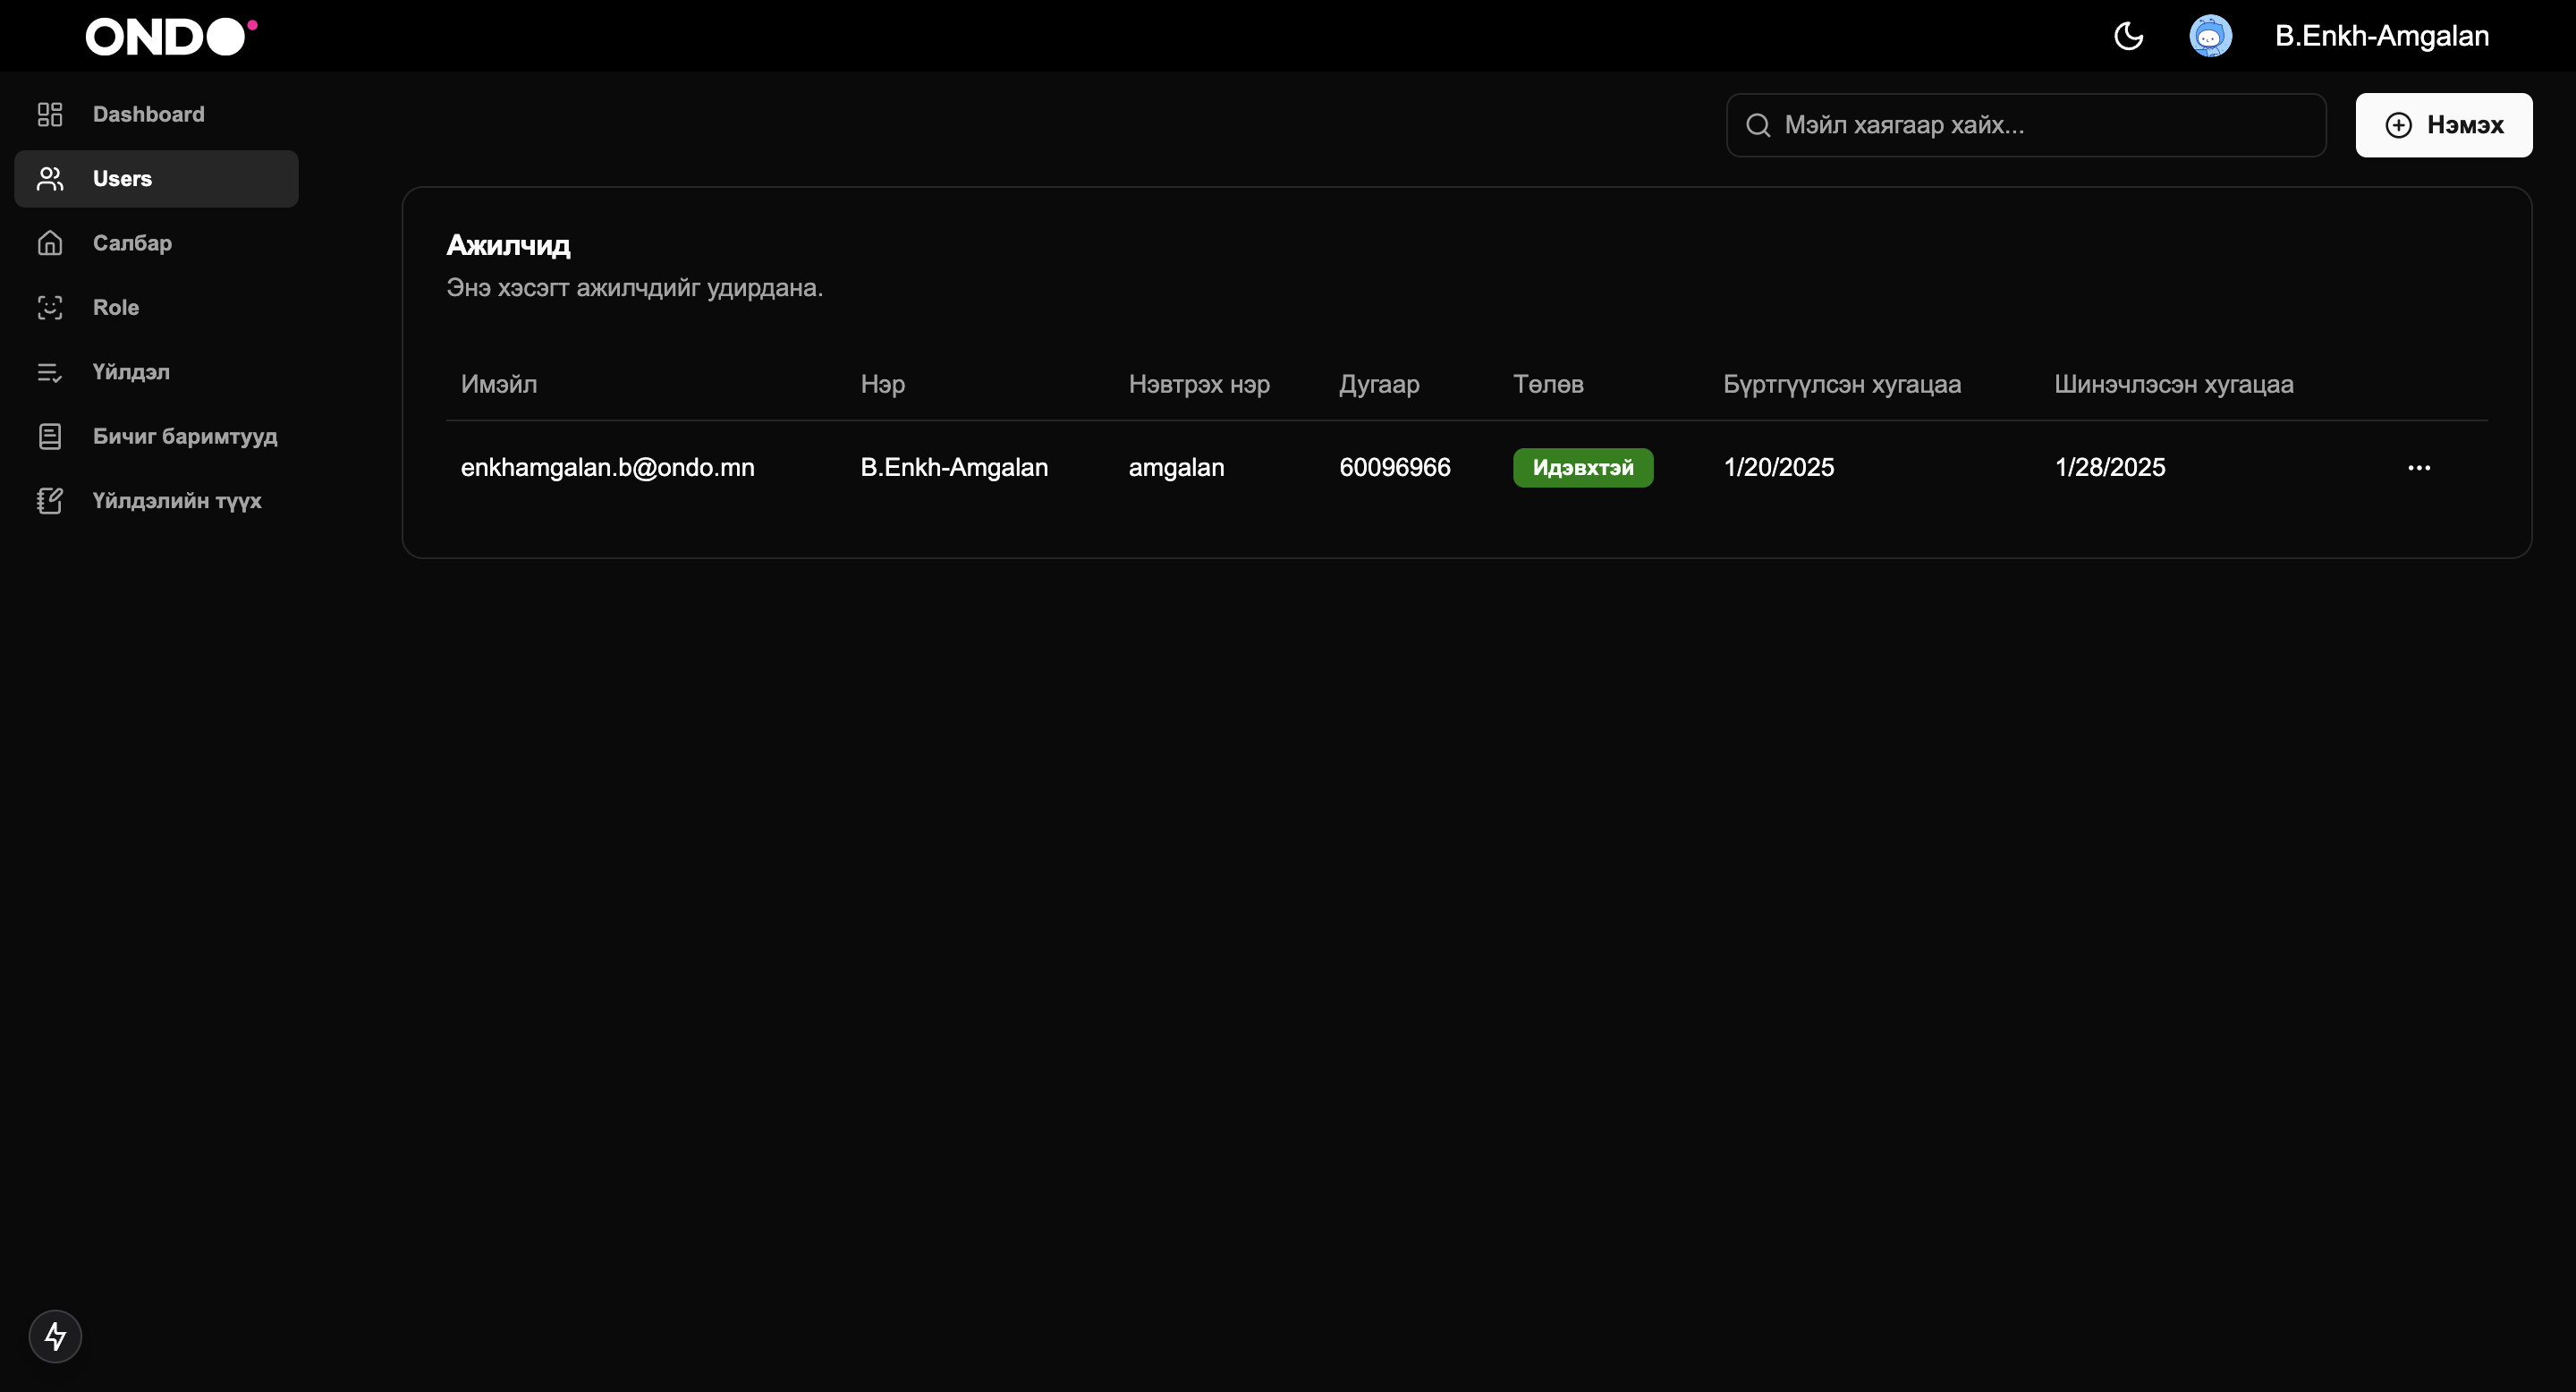 ONDO
B.Enkh-Amgalan
Dashboard
Users
Салбар
Role
Үйлдэл
Бичиг баримтууд
Үйлдэлийн түүх
Мэйл хаягаар хайх...
Нэмэх
Ажилчид
Энэ хэсэгт ажилчдийг удирдана.
Имэйл Нэр Нэвтрэх нэр Дугаар Төлөв Бүртгүүлсэн хугацаа Шинэчлэсэн хугацаа
enkhamgalan.b@ondo.mn B.Enkh-Amgalan amgalan 60096966 Идэвхтэй 1/20/2025 1/28/2025